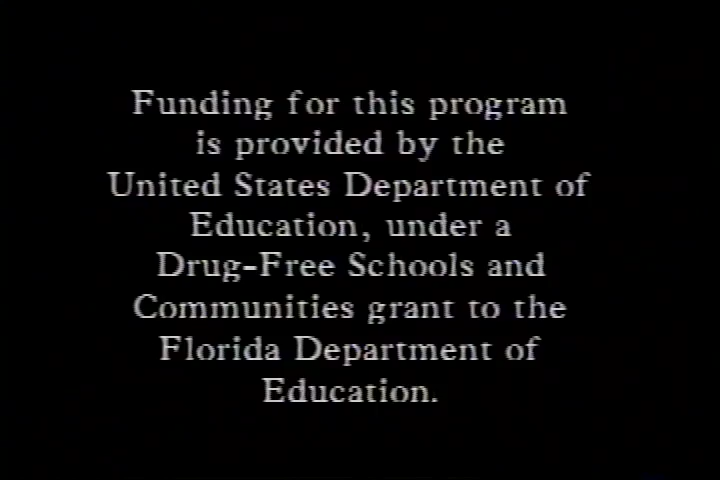 Funding for this program
is provided by the
United States Department of
Education, under a
Drug-Free Schools and
Communities grant to the
Florida Department of
Education.